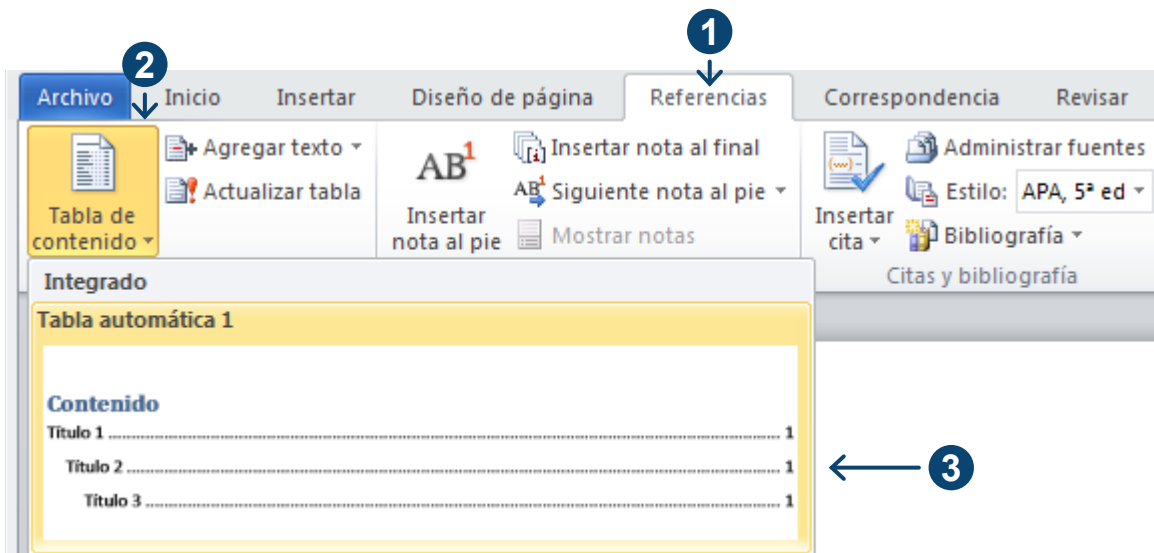 1
2
Archivo Inicio Insertar Diseño de página Referencias Correspondencia Revisar
Tabla de contenido
Agregar texto
Actualizar tabla
AB1
Insertar nota al pie
Insertar nota al final
AB1 Siguiente nota al pie
Mostrar notas
Insertar cita
Administrar fuentes
Estilo: APA, 5ª ed
Bibliografía
Citas y bibliografía
Integrado
Tabla automática 1
Contenido
Título 1 ........ 1
Título 2 ........ 1
Título 3 ........ 1
3